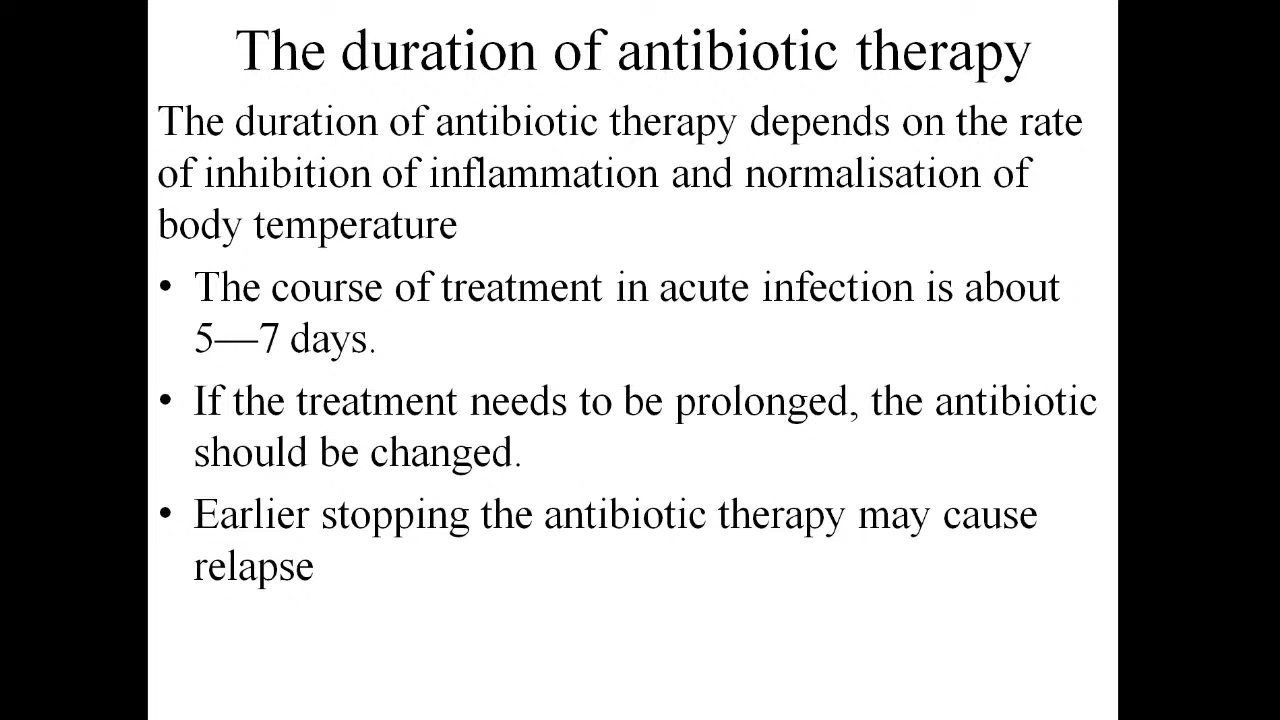 The duration of antibiotic therapy
The duration of antibiotic therapy depends on the rate
of inhibition of inflammation and normalisation of
body temperature
• The course of treatment in acute infection is about
5—7 days.
• If the treatment needs to be prolonged, the antibiotic
should be changed.
• Earlier stopping the antibiotic therapy may cause
relapse